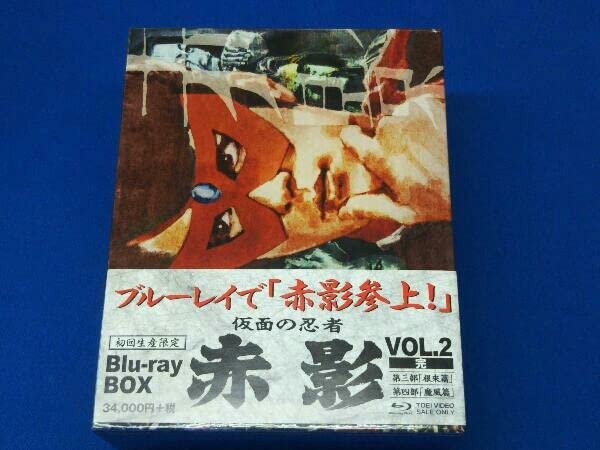 ブルーレイで「赤影参上!」
仮面の忍者
赤影
初回生産限定
Blu-ray
BOX
34,000円+税
VOL.2
完
第三部「根来篇」
第四部「魔風篇」
TOEI VIDEO
SALE ONLY